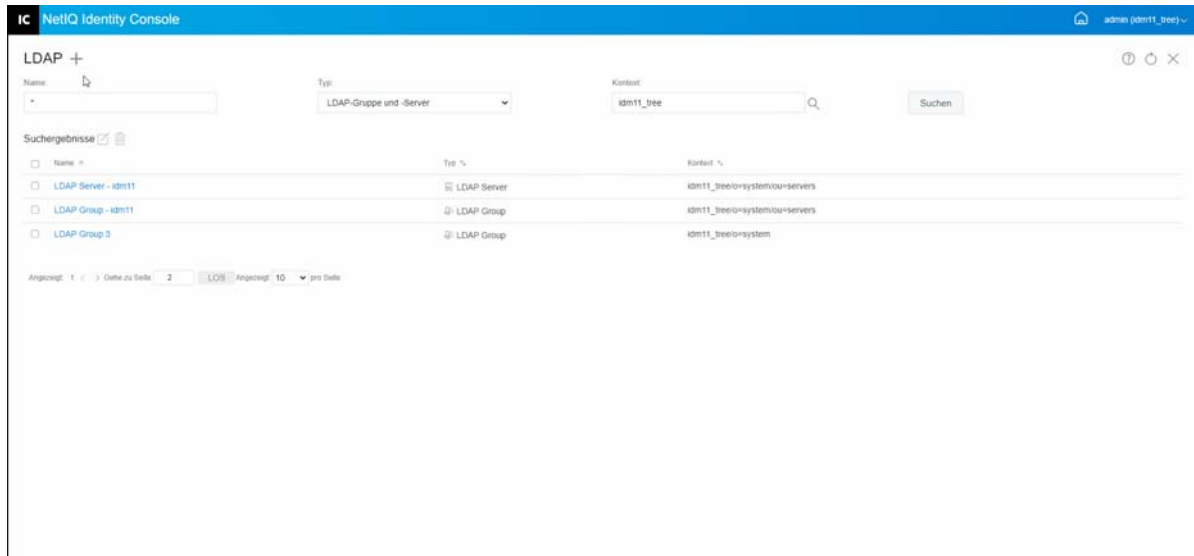 IC NetIQ Identity Console admin (idm11_tree)
LDAP
Name: Typ: Kontext:
* LDAP-Gruppe und -Server idm11_tree Suchen
Suchergebnisse
Name Typ Kontext
LDAP Server - idm11 LDAP Server idm11_tree/o=system/ou=servers
LDAP Group - idm11 LDAP Group idm11_tree/o=system/ou=servers
LDAP Group 3 LDAP Group idm11_tree/o=system
Angezeigt: 1 < > Gehe zu Seite 2 LOS Angezeigt 10 pro Seite